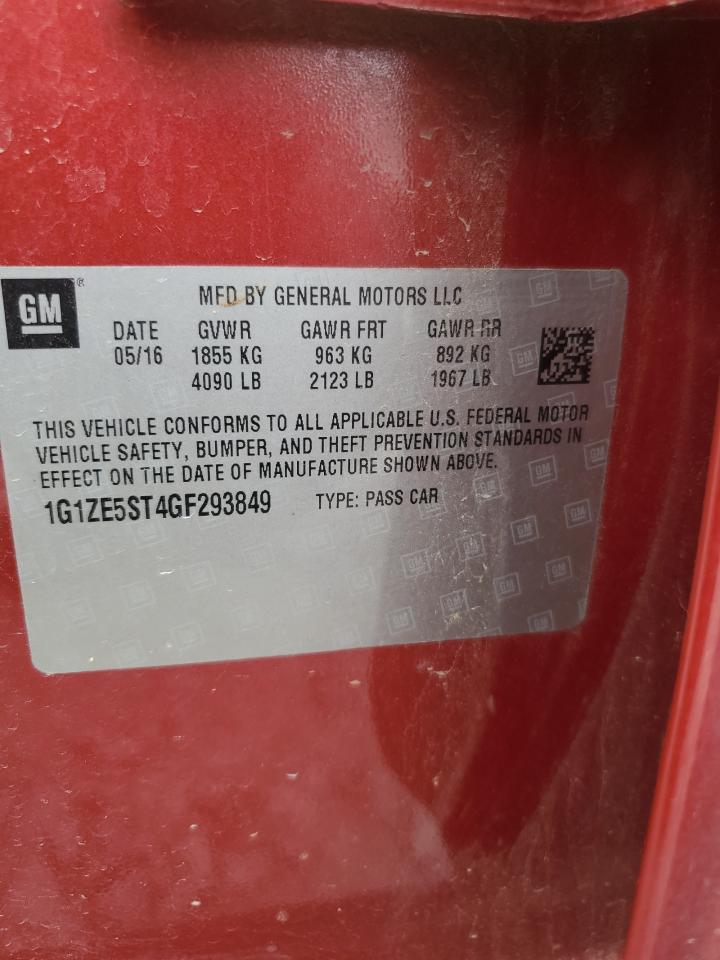 GM ®
MFD BY GENERAL MOTORS LLC
DATE GVWR GAWR FRT GAWR RR
05/16 1855 KG 963 KG 892 KG
4090 LB 2123 LB 1967 LB
THIS VEHICLE CONFORMS TO ALL APPLICABLE U.S. FEDERAL MOTOR
VEHICLE SAFETY, BUMPER, AND THEFT PREVENTION STANDARDS IN
EFFECT ON THE DATE OF MANUFACTURE SHOWN ABOVE.
1G1ZE5ST4GF293849 TYPE: PASS CAR